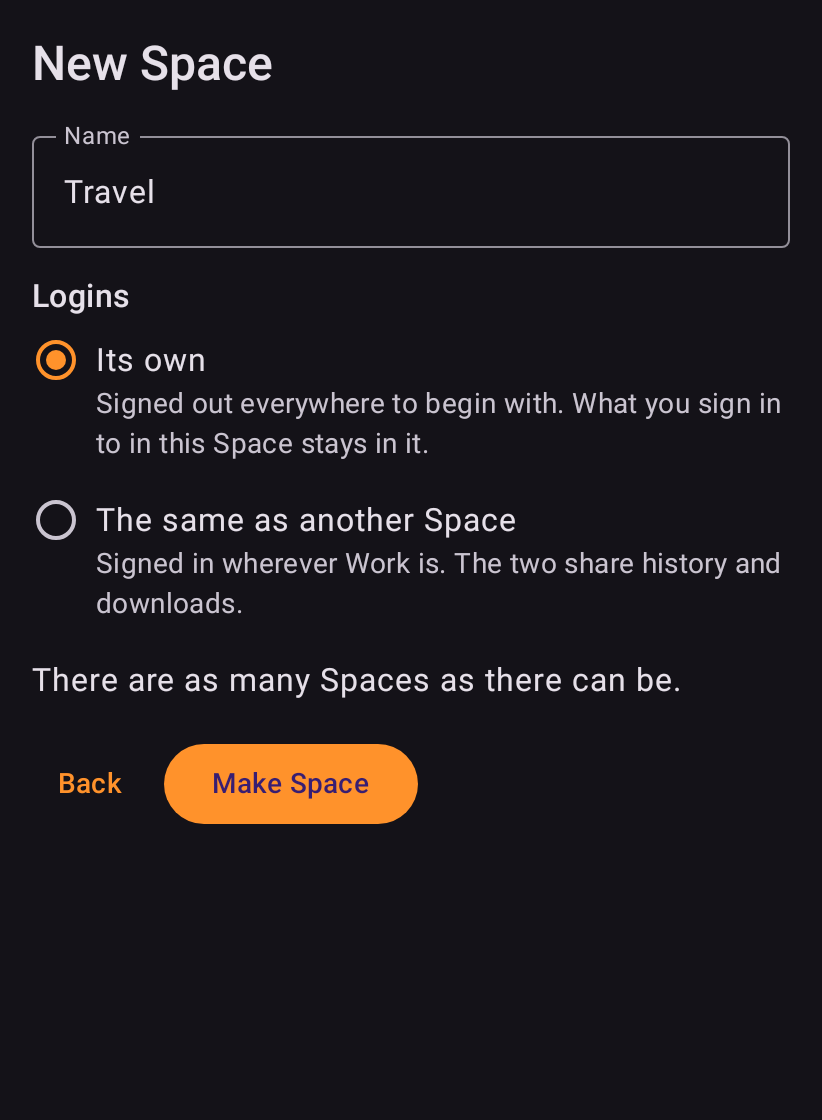 New Space
Name
Travel
Logins
Its own
Signed out everywhere to begin with. What you sign in
to in this Space stays in it.
The same as another Space
Signed in wherever Work is. The two share history and
downloads.
There are as many Spaces as there can be.
Back
Make Space